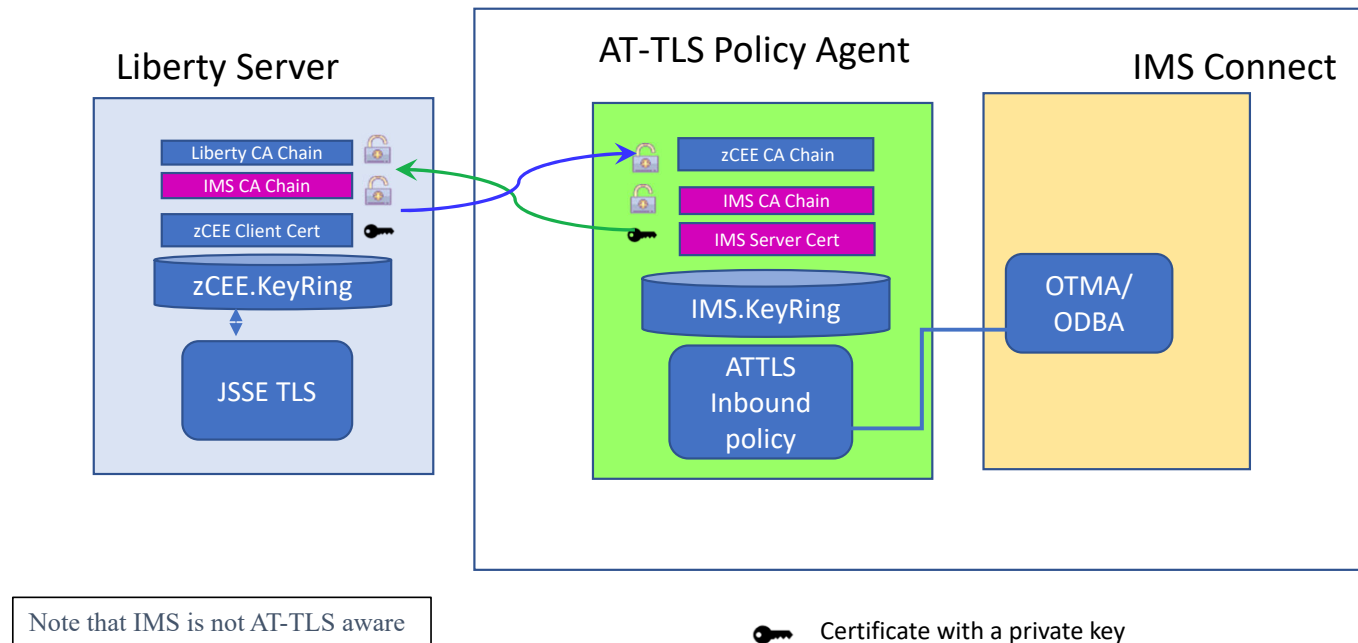 Liberty Server
AT-TLS Policy Agent
IMS Connect
Liberty CA Chain
IMS CA Chain
zCEE Client Cert
zCEE.KeyRing
JSSE TLS
zCEE CA Chain
IMS CA Chain
IMS Server Cert
IMS.KeyRing
ATTLS
Inbound
policy
OTMA/
ODBA
Note that IMS is not AT-TLS aware
Certificate with a private key